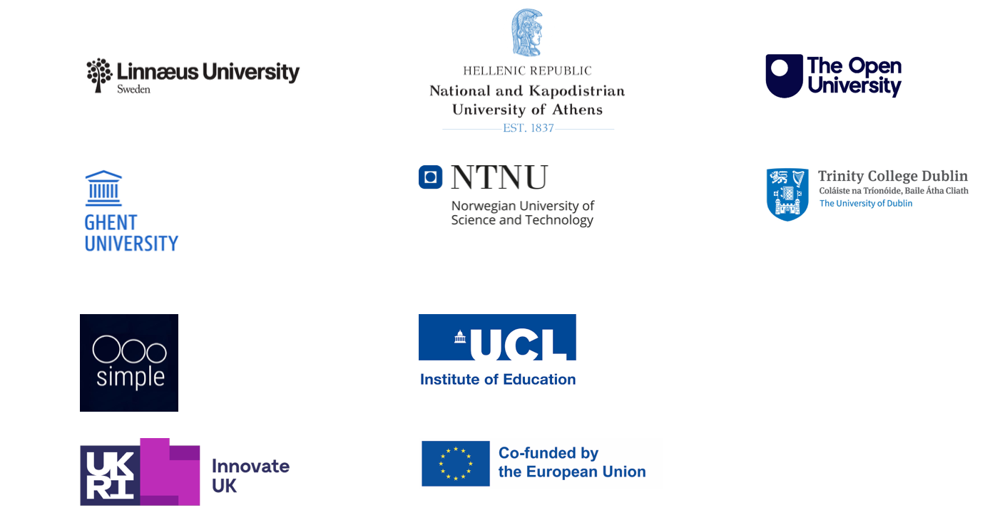 Linnæus University
Sweden
HELLENIC REPUBLIC
National and Kapodistrian
University of Athens
EST. 1837
The Open
University
GHENT
UNIVERSITY
NTNU
Norwegian University of
Science and Technology
Trinity College Dublin
Coláiste na Tríonóide, Baile Átha Cliath
The University of Dublin
simple
UCL
Institute of Education
UK
RI
Innovate
UK
Co-funded by
the European Union